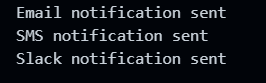 Email notification sent
SMS notification sent
Slack notification sent